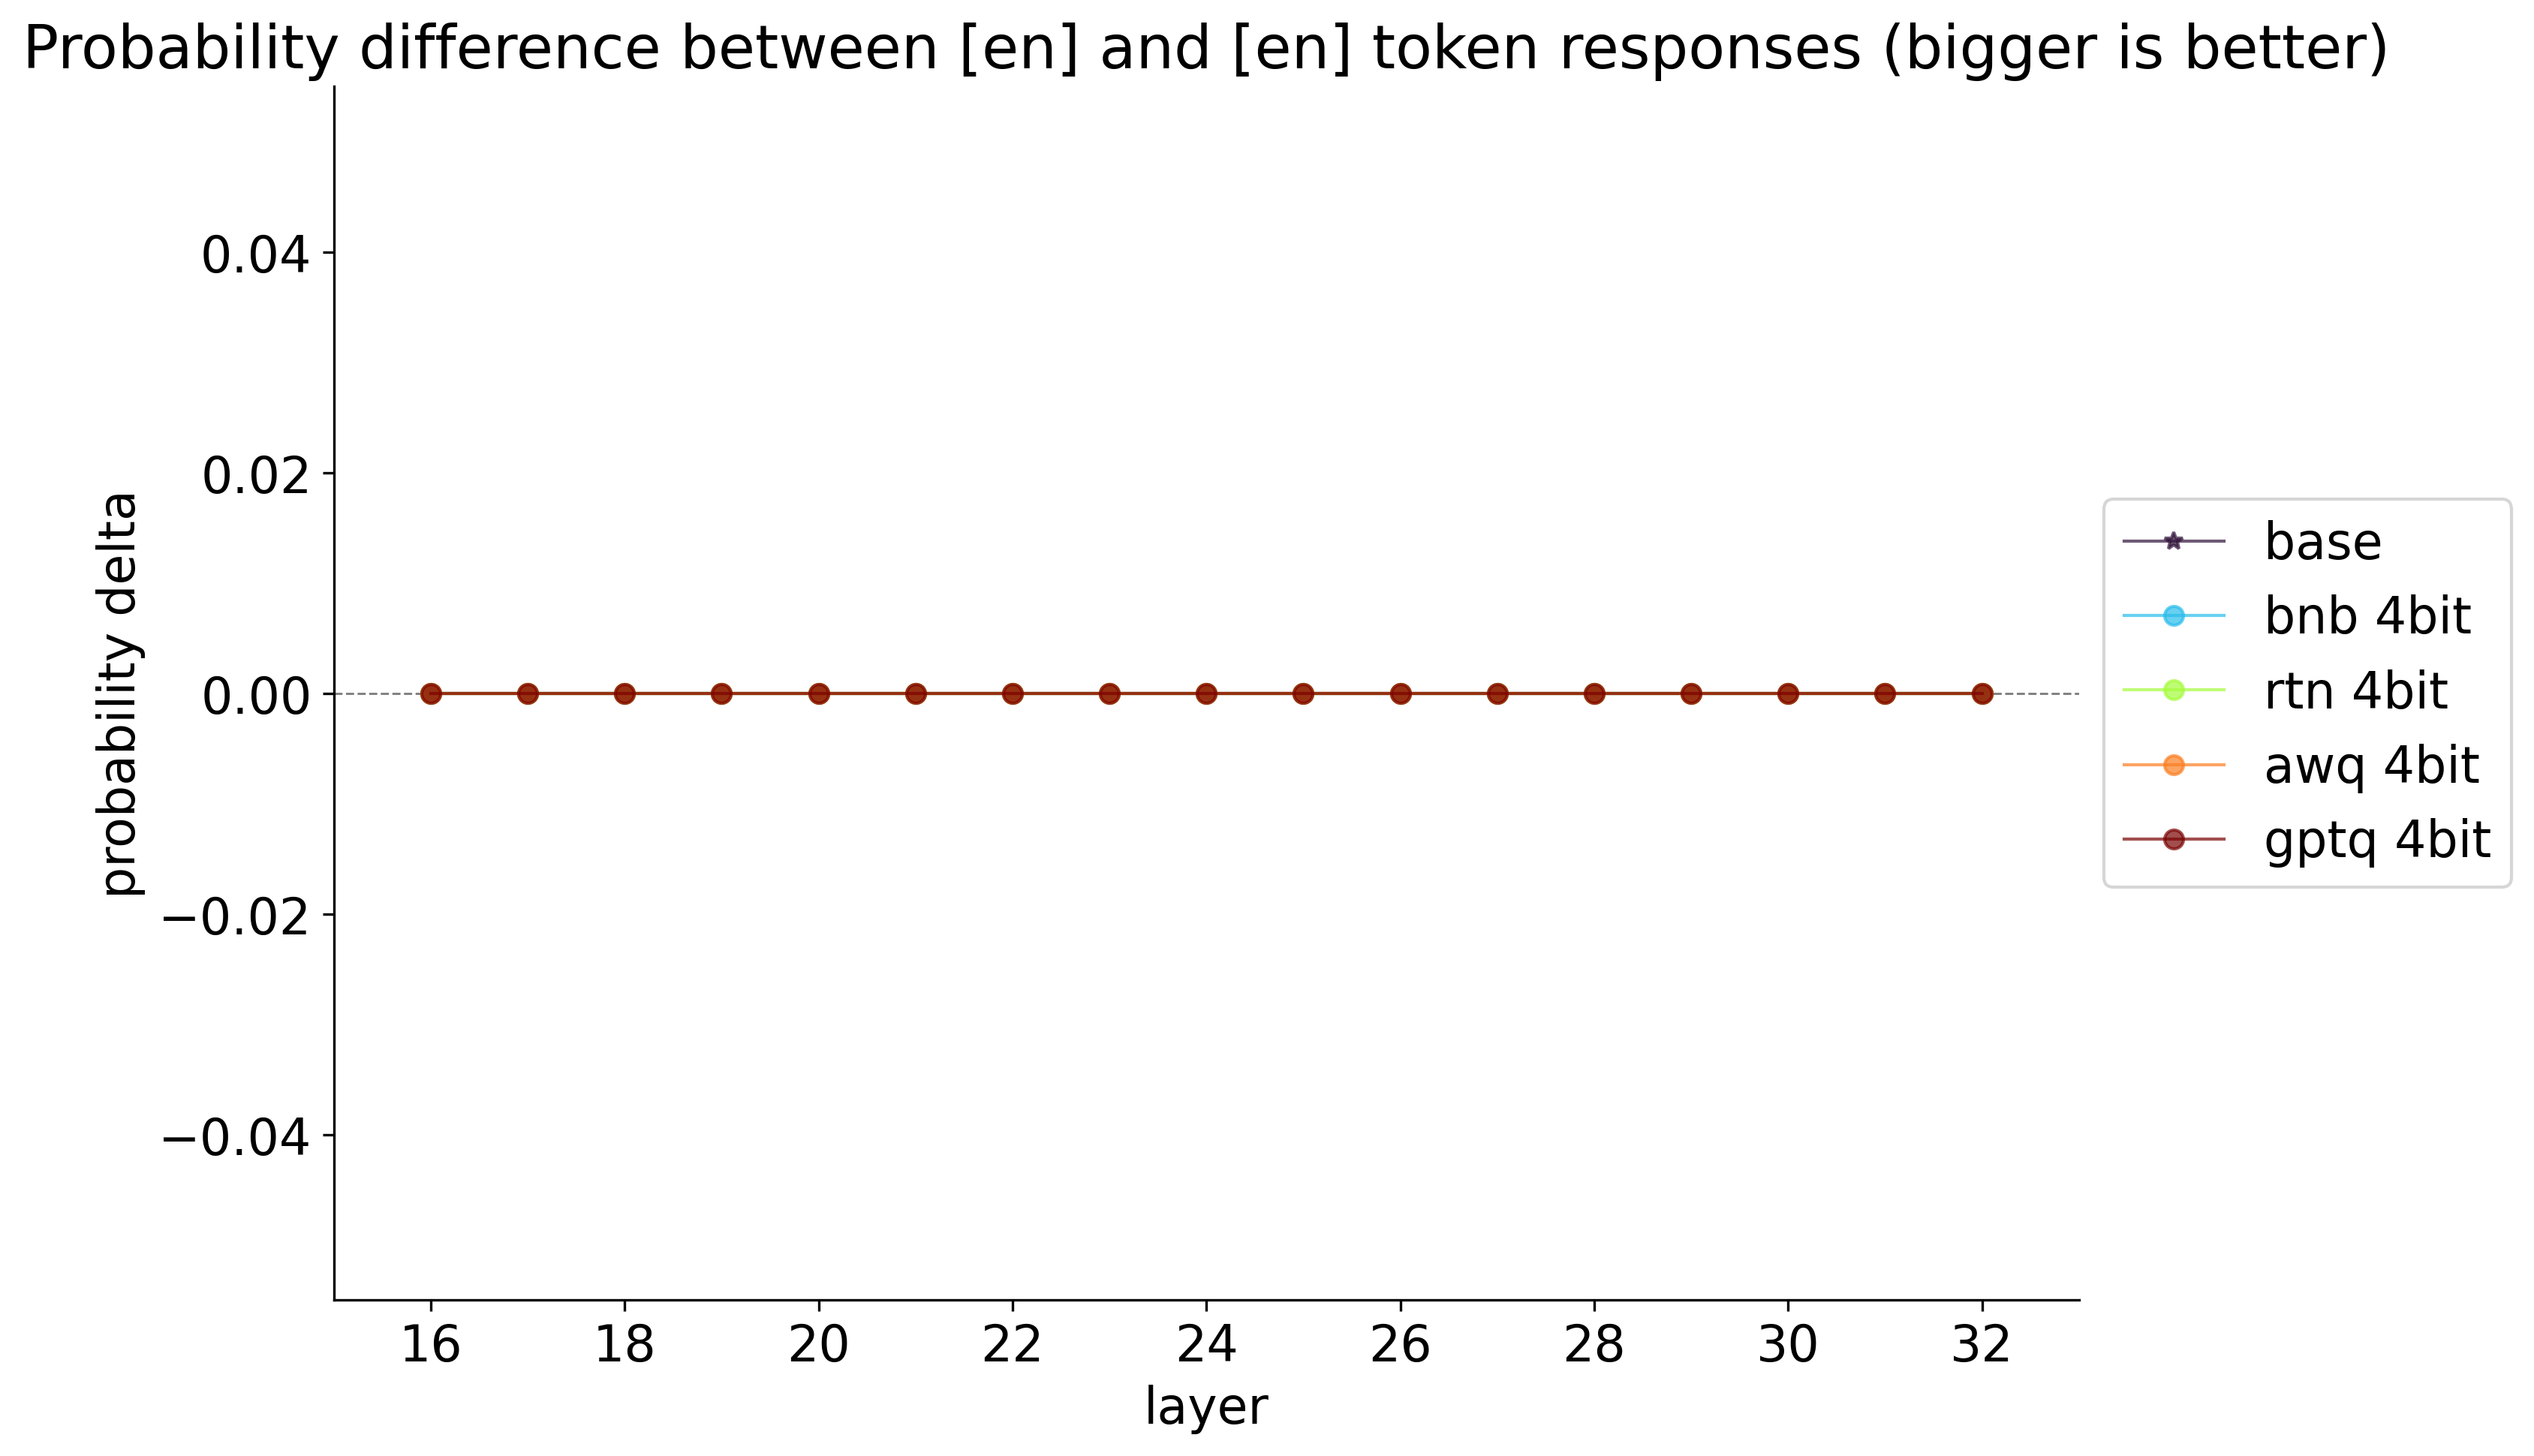 Probability difference between [en] and [en] token responses (bigger is better)
probability delta
0.04
0.02
0.00
−0.02
−0.04
16 18 20 22 24 26 28 30 32
layer
base
bnb 4bit
rtn 4bit
awq 4bit
gptq 4bit